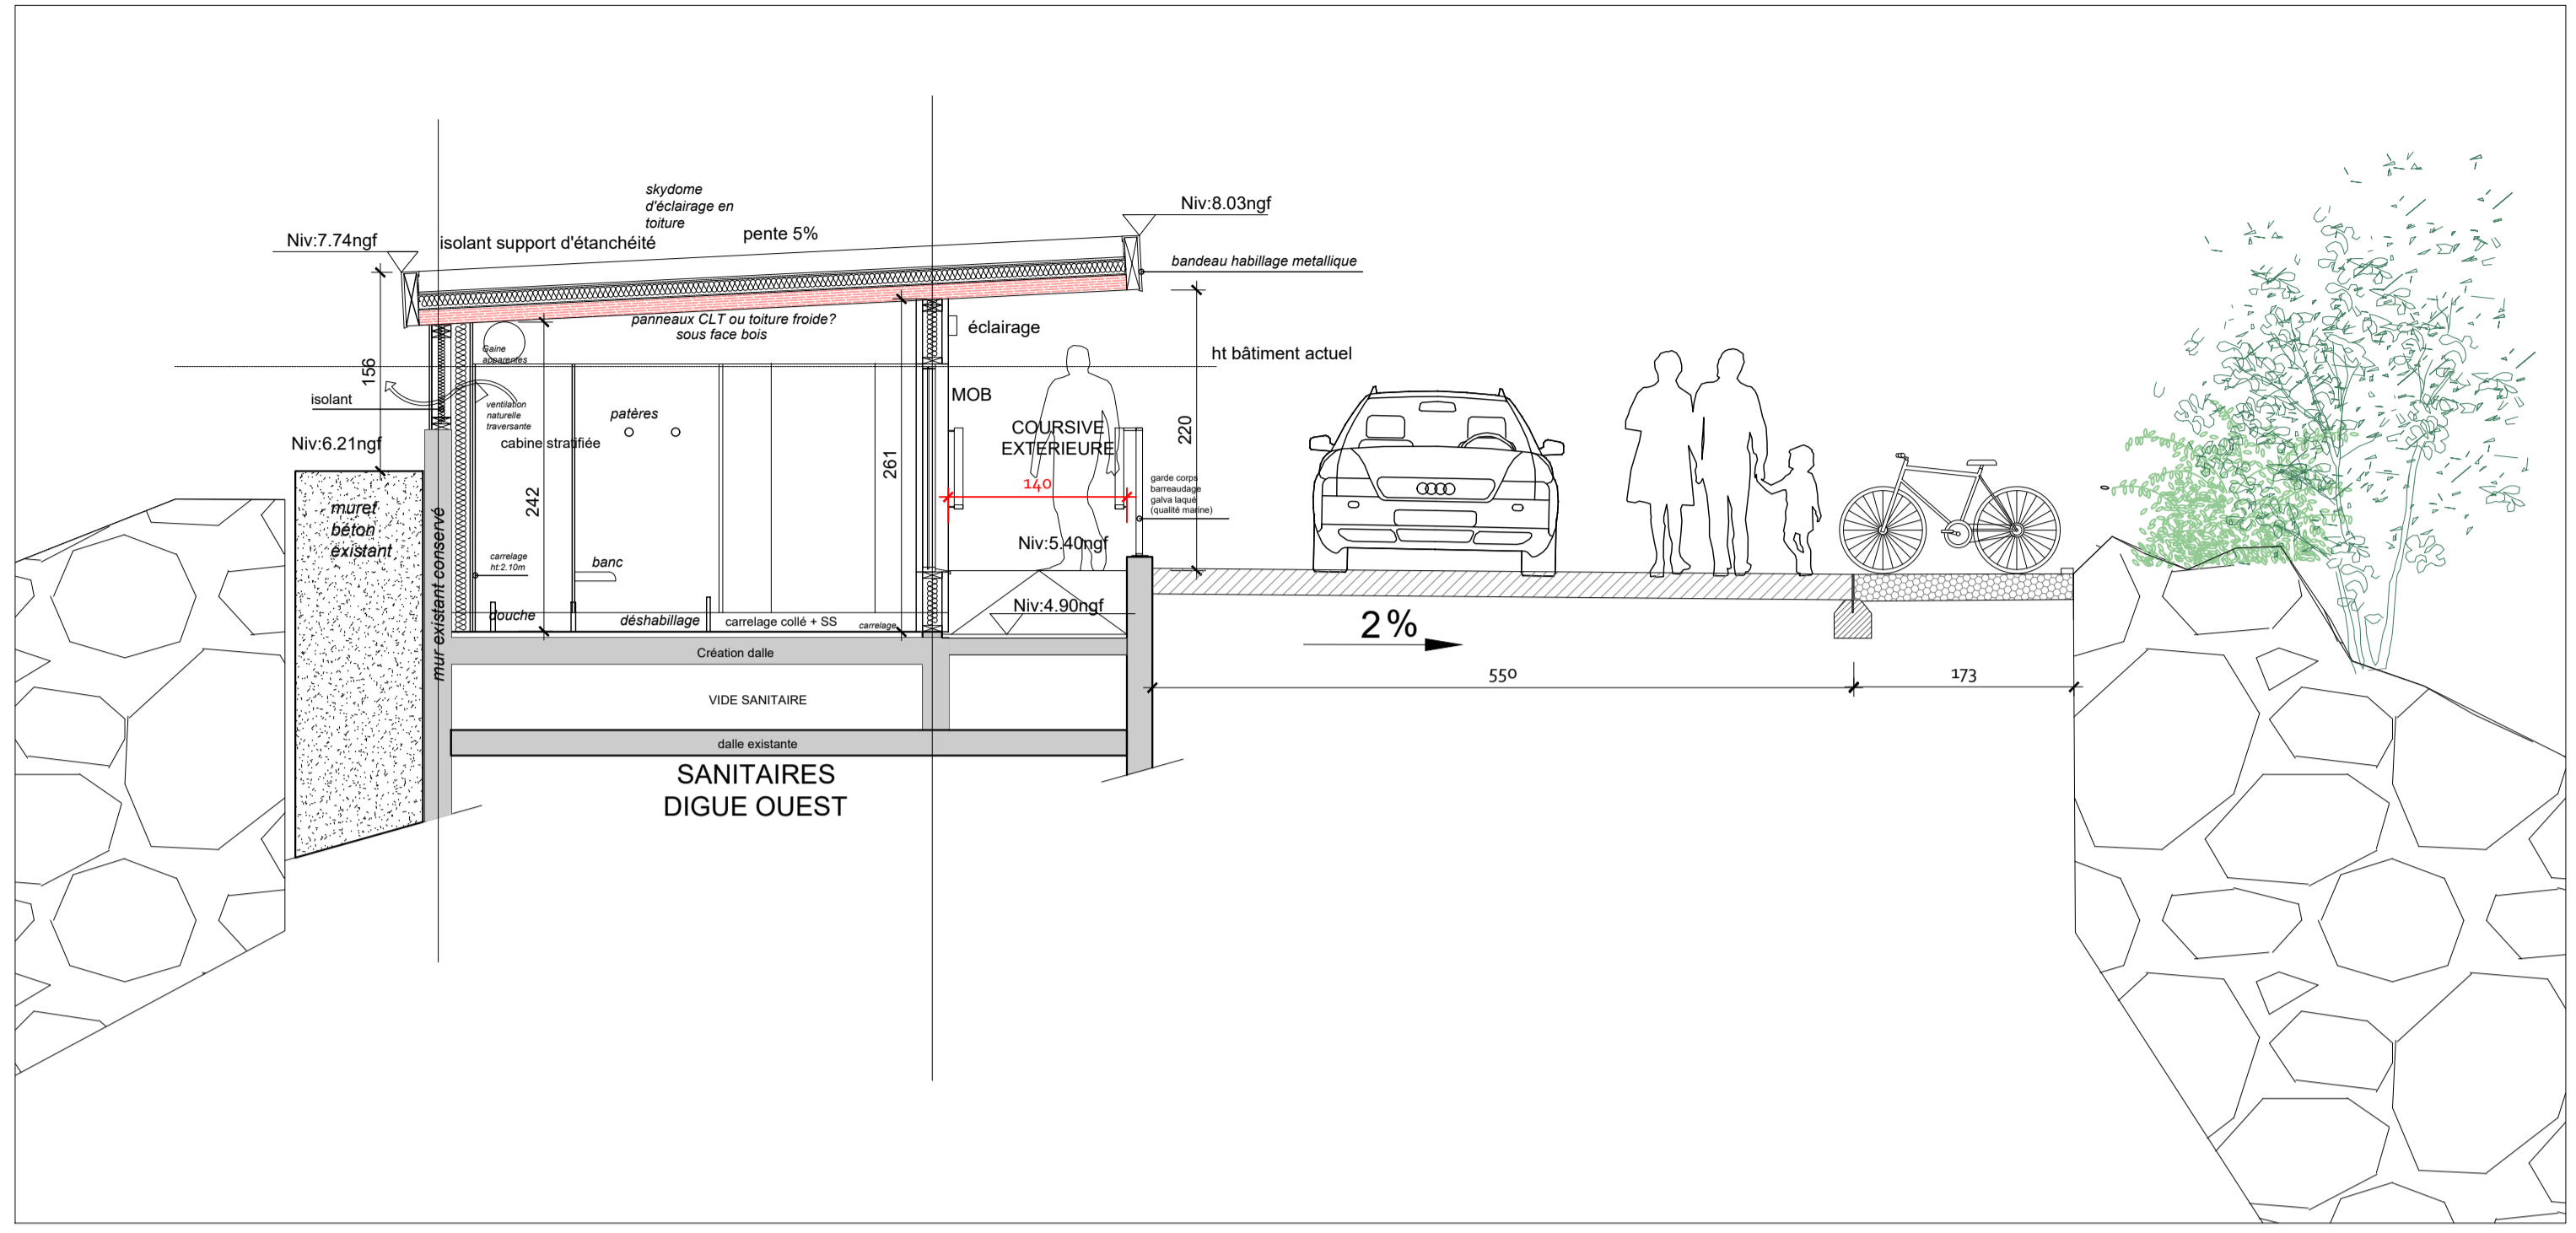 skydome
d'éclairage en
toiture
Niv:8.03ngf
Niv:7.74ngf
isolant support d'étanchéité
pente 5%
bandeau habillage metallique
panneaux CLT ou toiture froide?
sous face bois
éclairage
Gaine
apparentes
ht bâtiment actuel
156
isolant
MOB
ventilation
naturelle
traversante
patères
cabine stratifiée
COURSIVE
EXTERIEURE
220
Niv:6.21ngf
261
140
242
garde corps
barreaudage
galva laqué
(qualité marine)
muret
béton
existant
mur existant conservé
Niv:5.40ngf
carrelage
ht:2.10m
banc
Niv:4.90ngf
douche
déshabillage
carrelage collé + SS
carrelage
2%
Création dalle
550
173
VIDE SANITAIRE
dalle existante
SANITAIRES
DIGUE OUEST